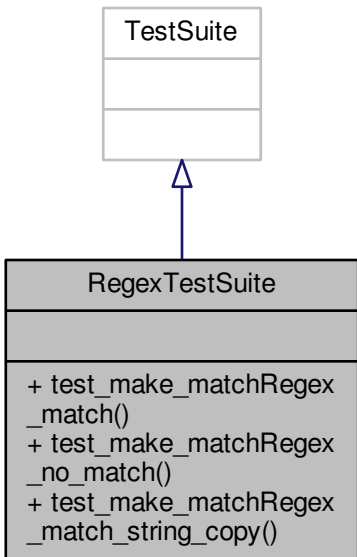 TestSuite
RegexTestSuite
+ test_make_matchRegex
_match()
+ test_make_matchRegex
_no_match()
+ test_make_matchRegex
_match_string_copy()